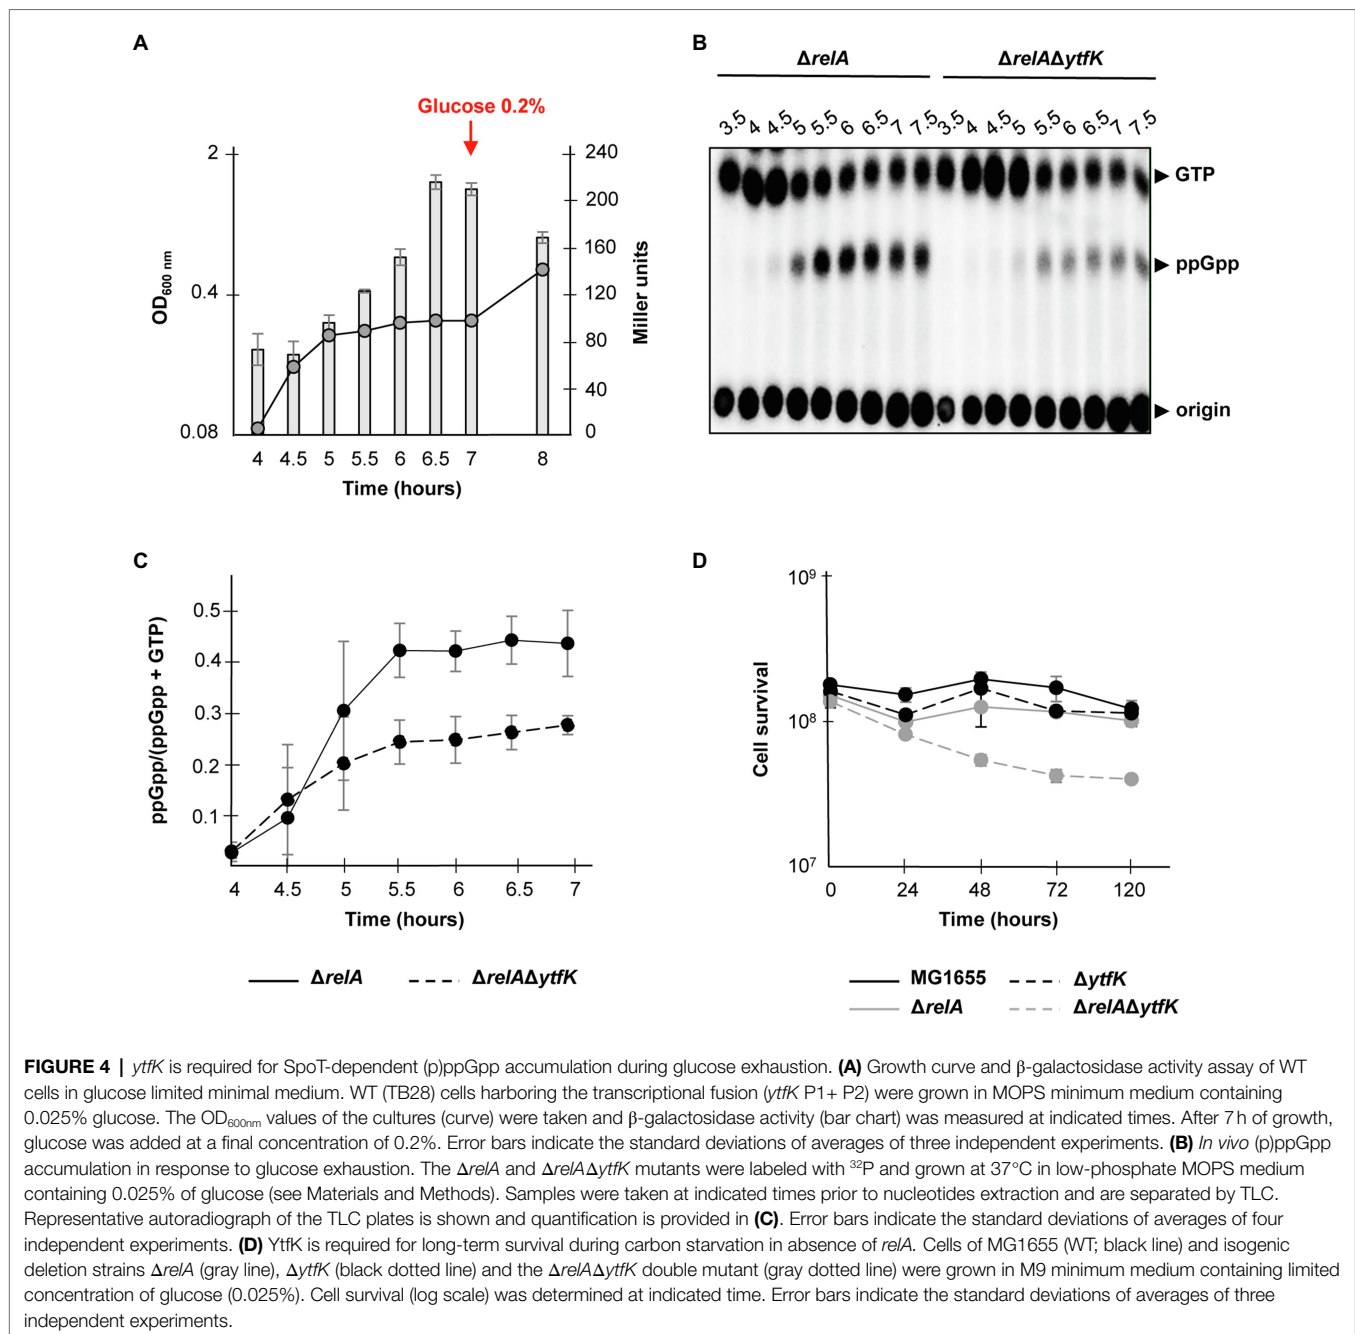 A
Glucose 0.2%
2
0.4
0.08
OD600 nm
240
200
160
120
80
40
0
Miller units
4 4.5 5 5.5 6 6.5 7 8
Time (hours)
B
ΔrelA ΔrelAΔytfK
3.5 4 4.5 5 5.5 6 6.5 7 7.5 3.5 4 4.5 5 5.5 6 6.5 7 7.5
GTP
ppGpp
origin
C
0.5
0.4
0.3
0.2
0.1
ppGpp/(ppGpp + GTP)
4 4.5 5 5.5 6 6.5 7
Time (hours)
ΔrelA ΔrelAΔytfK
D
10⁹
10⁸
10⁷
Cell survival
0 24 48 72 120
Time (hours)
MG1655 ΔytfK
ΔrelA ΔrelAΔytfK
FIGURE 4 | ytfK is required for SpoT-dependent (p)ppGpp accumulation during glucose exhaustion. (A) Growth curve and β-galactosidase activity assay of WT
cells in glucose limited minimal medium. WT (TB28) cells harboring the transcriptional fusion (ytfK P1+ P2) were grown in MOPS minimum medium containing
0.025% glucose. The OD600nm values of the cultures (curve) were taken and β-galactosidase activity (bar chart) was measured at indicated times. After 7 h of growth,
glucose was added at a final concentration of 0.2%. Error bars indicate the standard deviations of averages of three independent experiments. (B) In vivo (p)ppGpp
accumulation in response to glucose exhaustion. The ΔrelA and ΔrelAΔytfK mutants were labeled with ³²P and grown at 37°C in low-phosphate MOPS medium
containing 0.025% of glucose (see Materials and Methods). Samples were taken at indicated times prior to nucleotides extraction and are separated by TLC.
Representative autoradiograph of the TLC plates is shown and quantification is provided in (C). Error bars indicate the standard deviations of averages of four
independent experiments. (D) YtfK is required for long-term survival during carbon starvation in absence of relA. Cells of MG1655 (WT; black line) and isogenic
deletion strains ΔrelA (gray line), ΔytfK (black dotted line) and the ΔrelAΔytfK double mutant (gray dotted line) were grown in M9 minimum medium containing limited
concentration of glucose (0.025%). Cell survival (log scale) was determined at indicated time. Error bars indicate the standard deviations of averages of three
independent experiments.